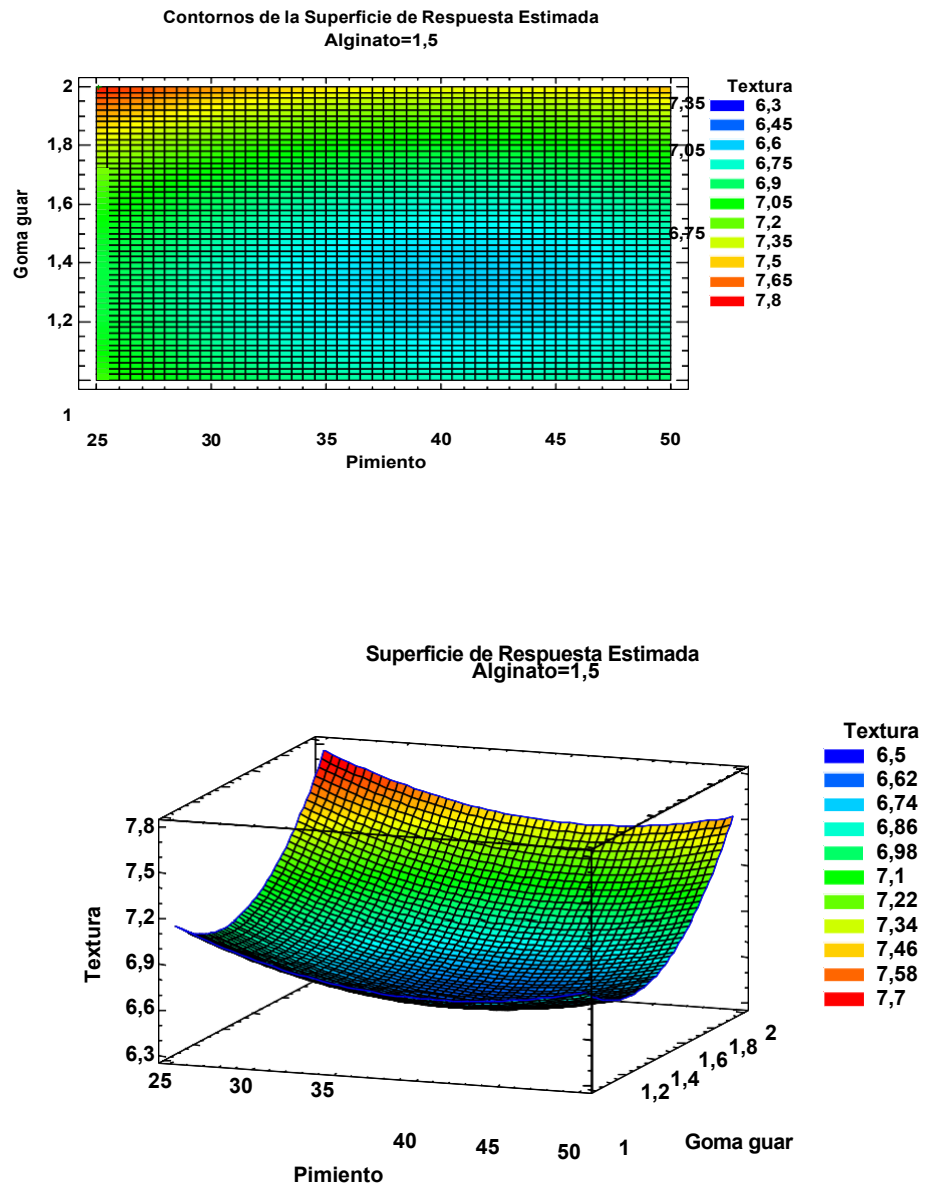 Contornos de la Superficie de Respuesta Estimada
Alginato=1,5
Textura
6,3
6,45
6,6
6,75
6,9
7,05
7,2
7,35
7,5
7,65
7,8
7,35
7,05
6,75
2
1,8
1,6
1,4
1,2
1
Goma guar
25 30 35 40 45 50
Pimiento
Superficie de Respuesta Estimada
Alginato=1,5
Textura
6,5
6,62
6,74
6,86
6,98
7,1
7,22
7,34
7,46
7,58
7,7
7,8
7,5
7,2
6,9
6,6
6,3
Textura
25 30 35 40 45 50
Pimiento
1 1,2 1,4 1,6 1,8 2
Goma guar